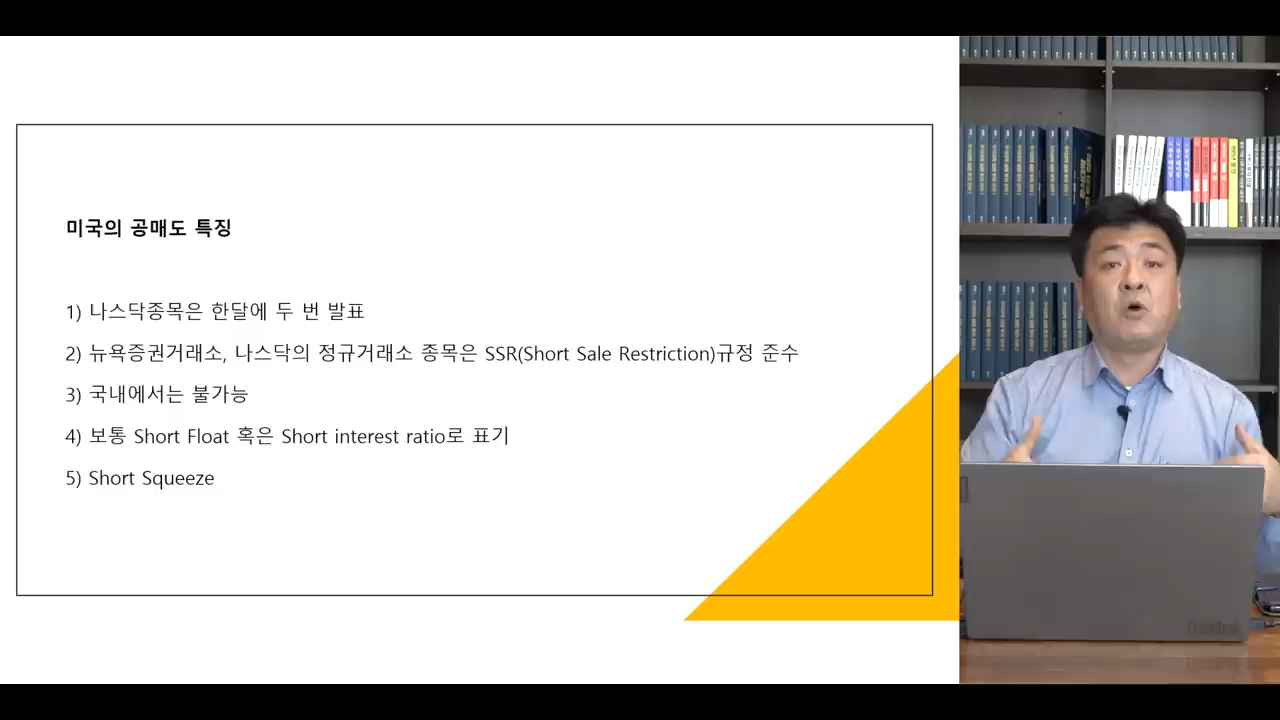 미국의 공매도 특징
1) 나스닥종목은 한달에 두 번 발표
2) 뉴욕증권거래소, 나스닥의 정규거래소 종목은 SSR(Short Sale Restriction)규정 준수
3) 국내에서는 불가능
4) 보통 Short Float 혹은 Short interest ratio로 표기
5) Short Squeeze